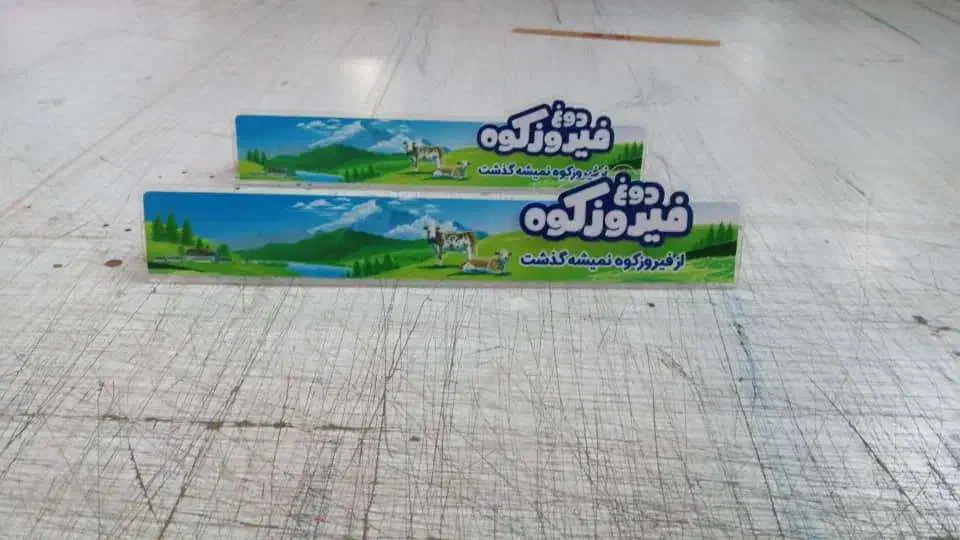 دوغ
فیروزکوه
از فیروزکوه نمیشه گذشت
دوغ
فیروزکوه
از فیروزکوه نمیشه گذشت